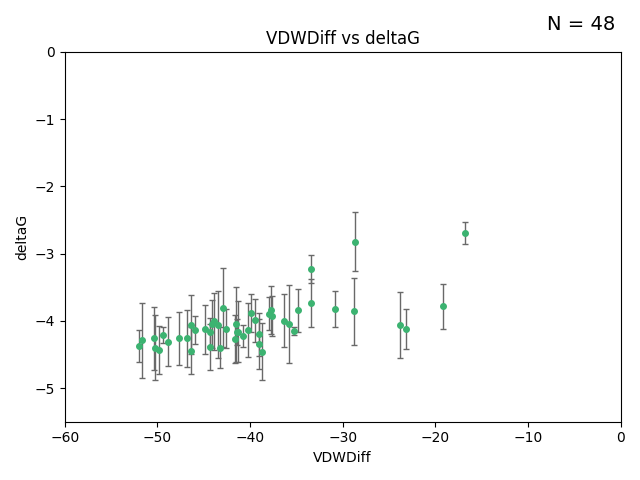 N = 48
VDWDiff vs deltaG
0
−1
−2
−3
−4
−5
deltaG
−60 −50 −40 −30 −20 −10 0
VDWDiff